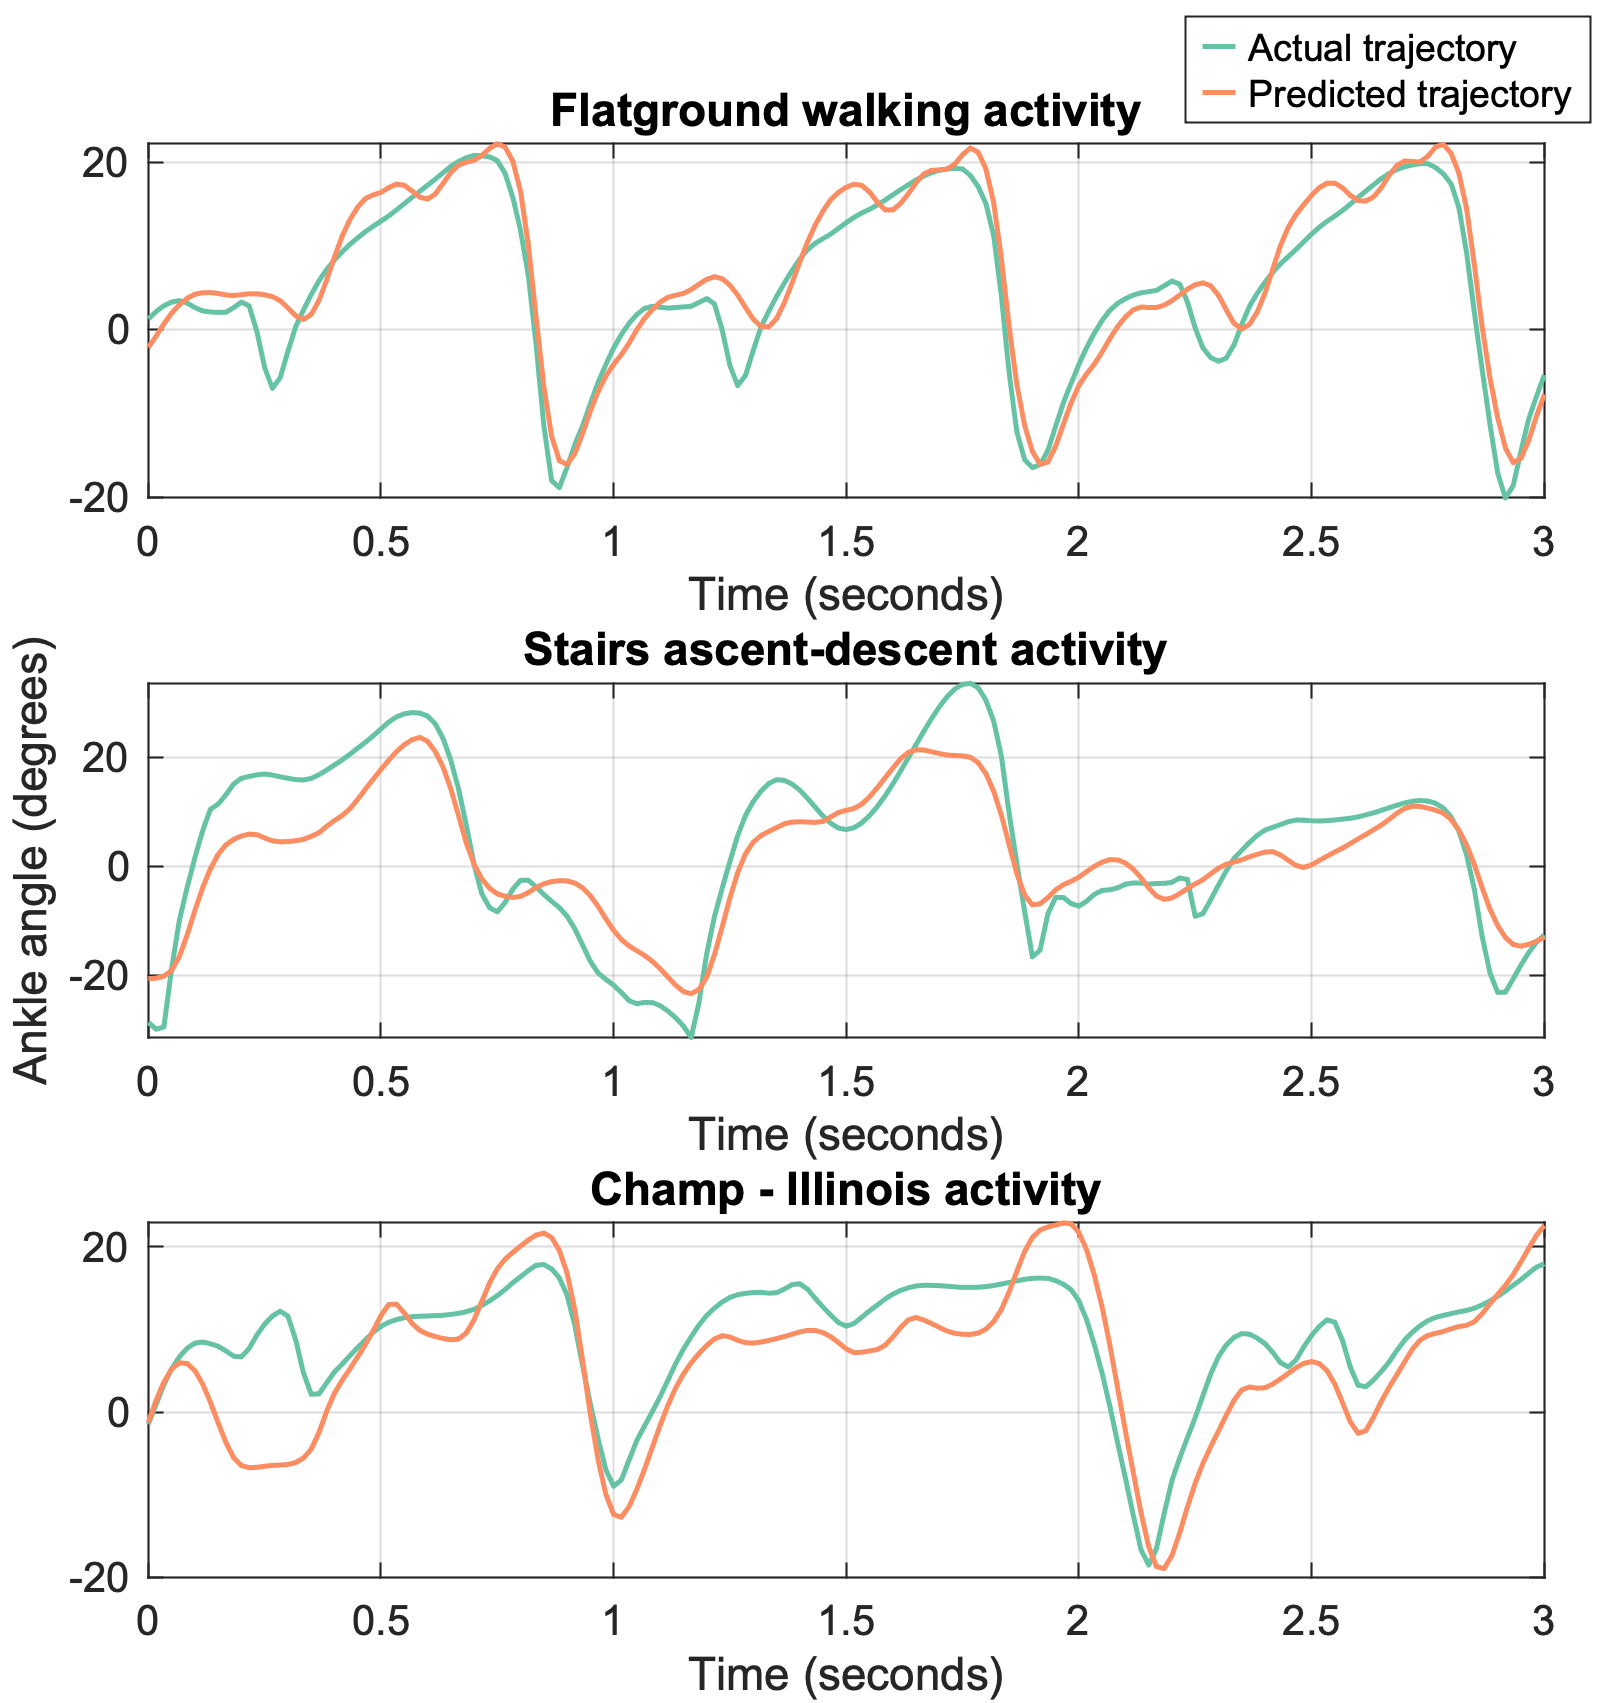 Actual trajectory
Predicted trajectory
Flatground walking activity
20
0
-20
0 0.5 1 1.5 2 2.5 3
Time (seconds)
Ankle angle (degrees)
Stairs ascent-descent activity
20
0
-20
0 0.5 1 1.5 2 2.5 3
Time (seconds)
Champ - Illinois activity
20
0
-20
0 0.5 1 1.5 2 2.5 3
Time (seconds)